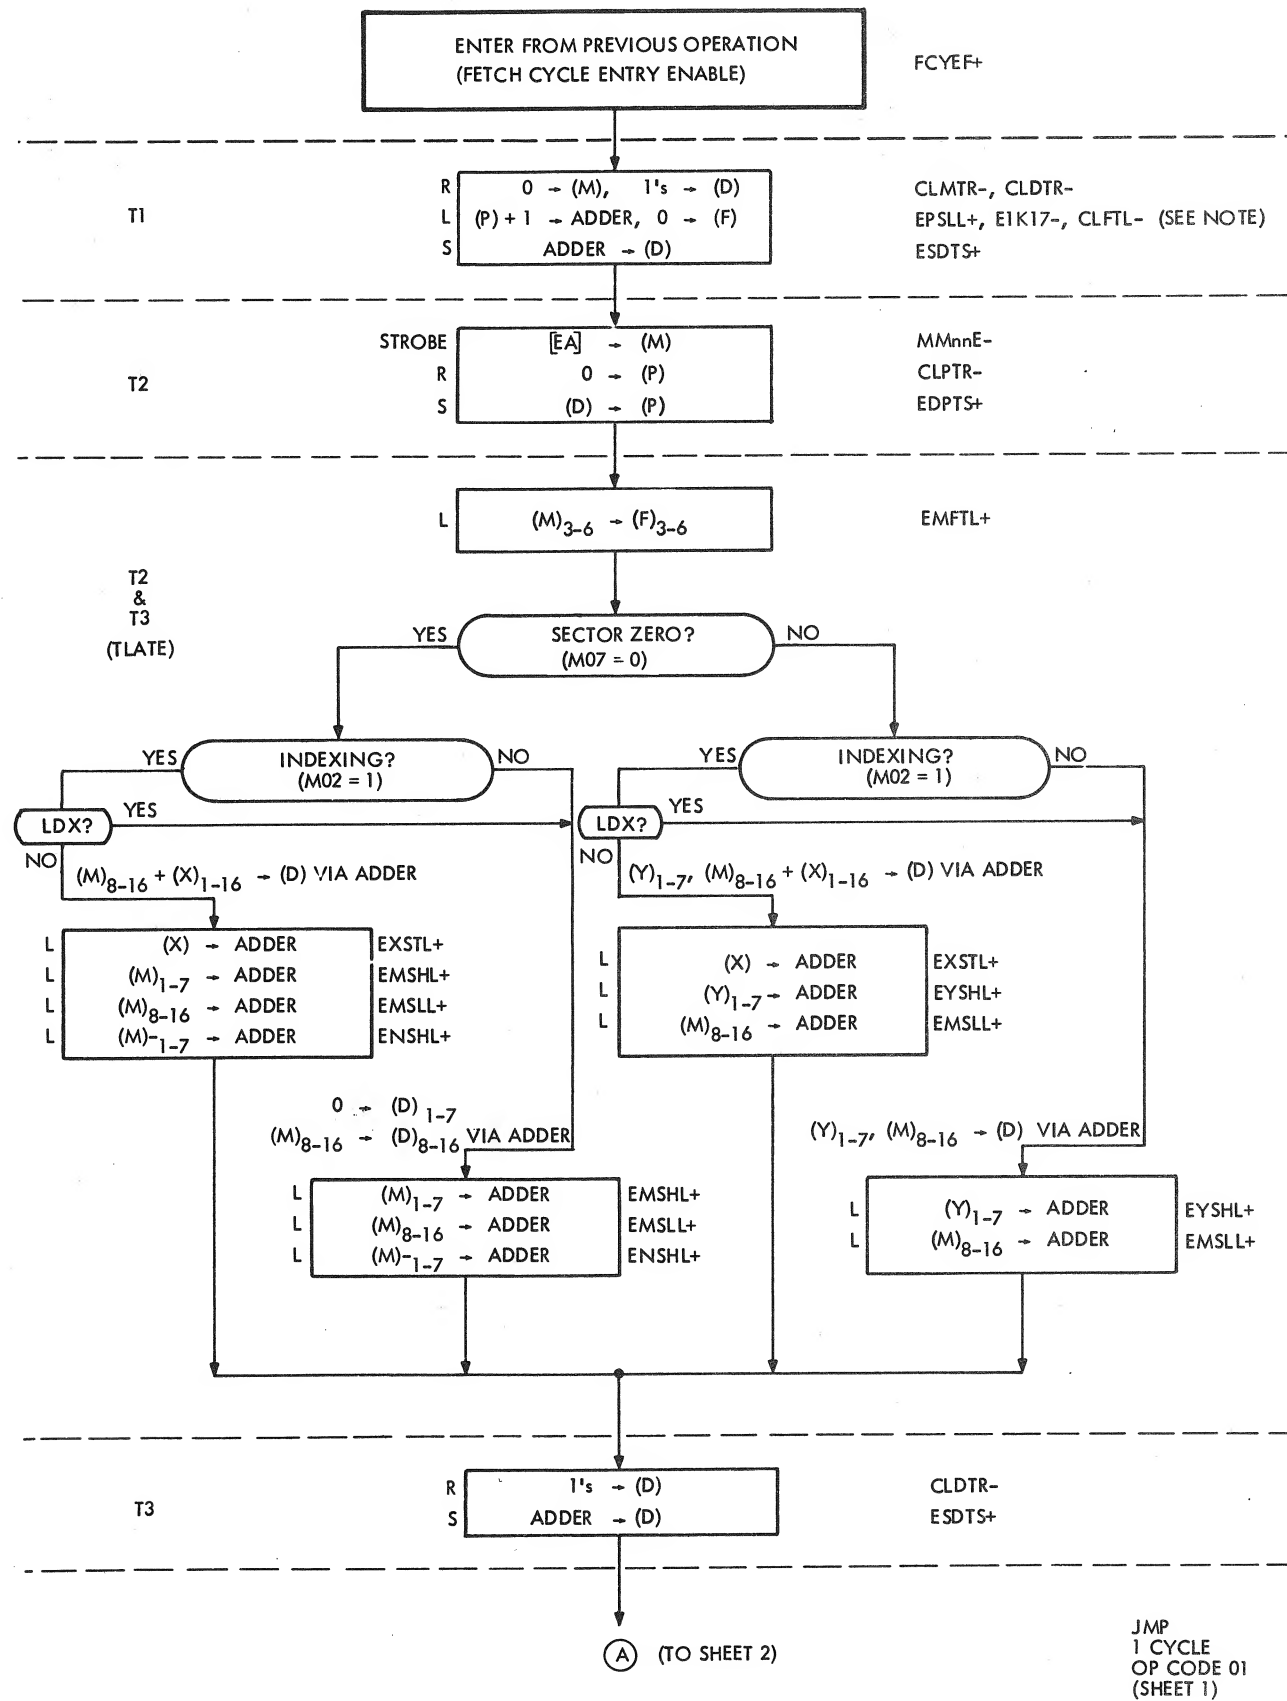 ENTER FROM PREVIOUS OPERATION
(FETCH CYCLE ENTRY ENABLE)
FCYEF+
T1
R 0 → (M), 1's → (D) CLMTR-, CLDTR-
L (P) + 1 → ADDER, 0 → (F) EPSLL+, E1K17-, CLFTL- (SEE NOTE)
S ADDER → (D) ESDTS+
T2
STROBE [EA] → (M) MMnnE-
R 0 → (P) CLPTR-
S (D) → (P) EDPTS+
L (M)3-6 → (F)3-6 EMFTL+
T2
&
T3
(TLATE)
YES SECTOR ZERO? NO
(M07 = 0)
YES INDEXING? NO
(M02 = 1)
YES INDEXING? NO
(M02 = 1)
LDX? YES
NO
LDX? YES
NO
(M)8-16 + (X)1-16 → (D) VIA ADDER
(Y)1-7, (M)8-16 + (X)1-16 → (D) VIA ADDER
L (X) → ADDER EXSTL+
L (M)1-7 → ADDER EMSHL+
L (M)8-16 → ADDER EMSLL+
L (M)-1-7 → ADDER ENSHL+
L (X) → ADDER EXSTL+
L (Y)1-7 → ADDER EYSHL+
L (M)8-16 → ADDER EMSLL+
0 → (D)1-7
(M)8-16 → (D)8-16 VIA ADDER
(Y)1-7, (M)8-16 → (D) VIA ADDER
L (M)1-7 → ADDER EMSHL+
L (M)8-16 → ADDER EMSLL+
L (M)-1-7 → ADDER ENSHL+
L (Y)1-7 → ADDER EYSHL+
L (M)8-16 → ADDER EMSLL+
T3
R 1's → (D) CLDTR-
S ADDER → (D) ESDTS+
A (TO SHEET 2)
JMP
1 CYCLE
OP CODE 01
(SHEET 1)